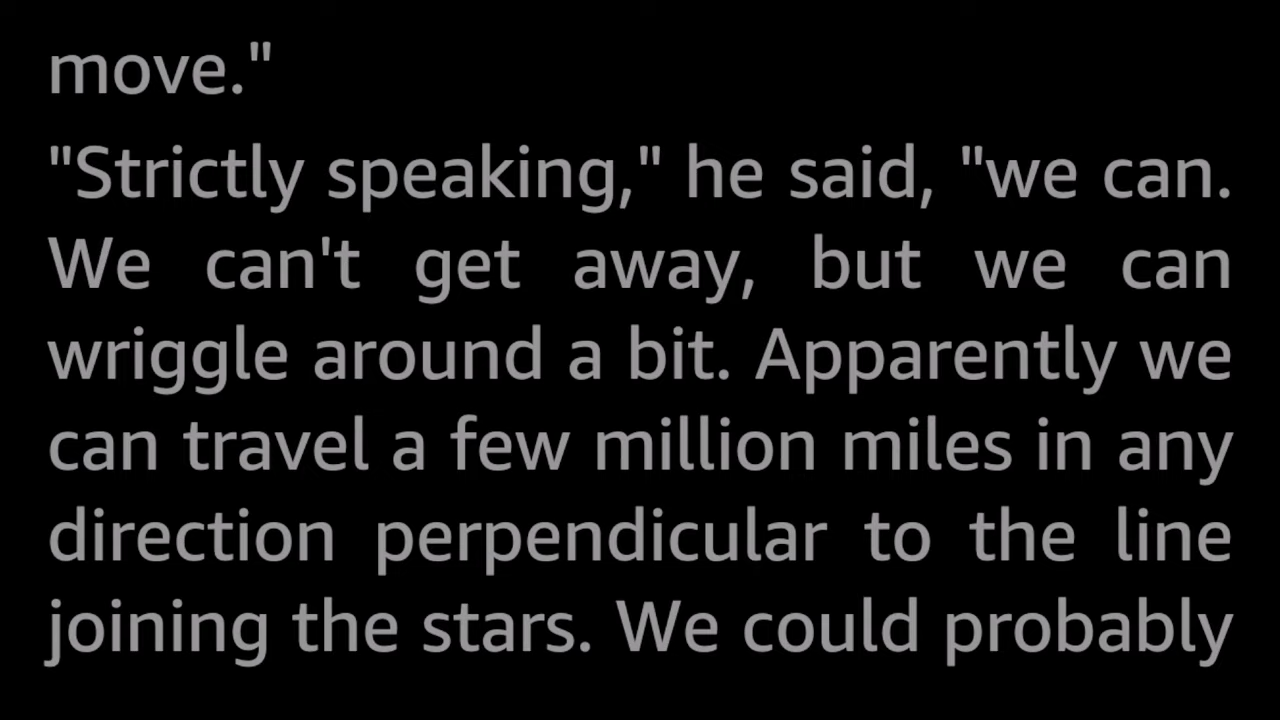 move."
"Strictly speaking," he said, "we can.
We can't get away, but we can
wriggle around a bit. Apparently we
can travel a few million miles in any
direction perpendicular to the line
joining the stars. We could probably